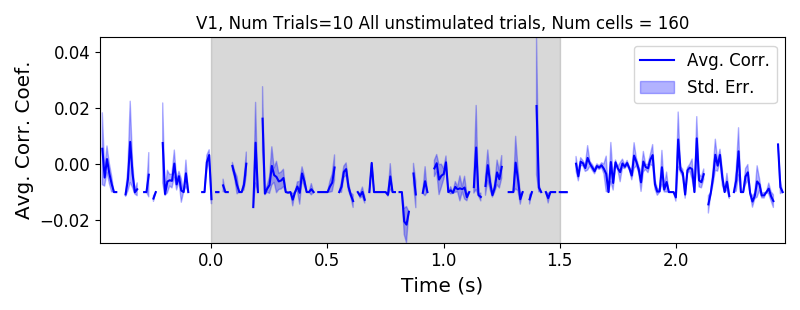 V1, Num Trials=10 All unstimulated trials, Num cells = 160
Avg. Corr. Coef.
0.04
0.02
0.00
−0.02
Avg. Corr.
Std. Err.
0.0
0.5
1.0
1.5
2.0
Time (s)